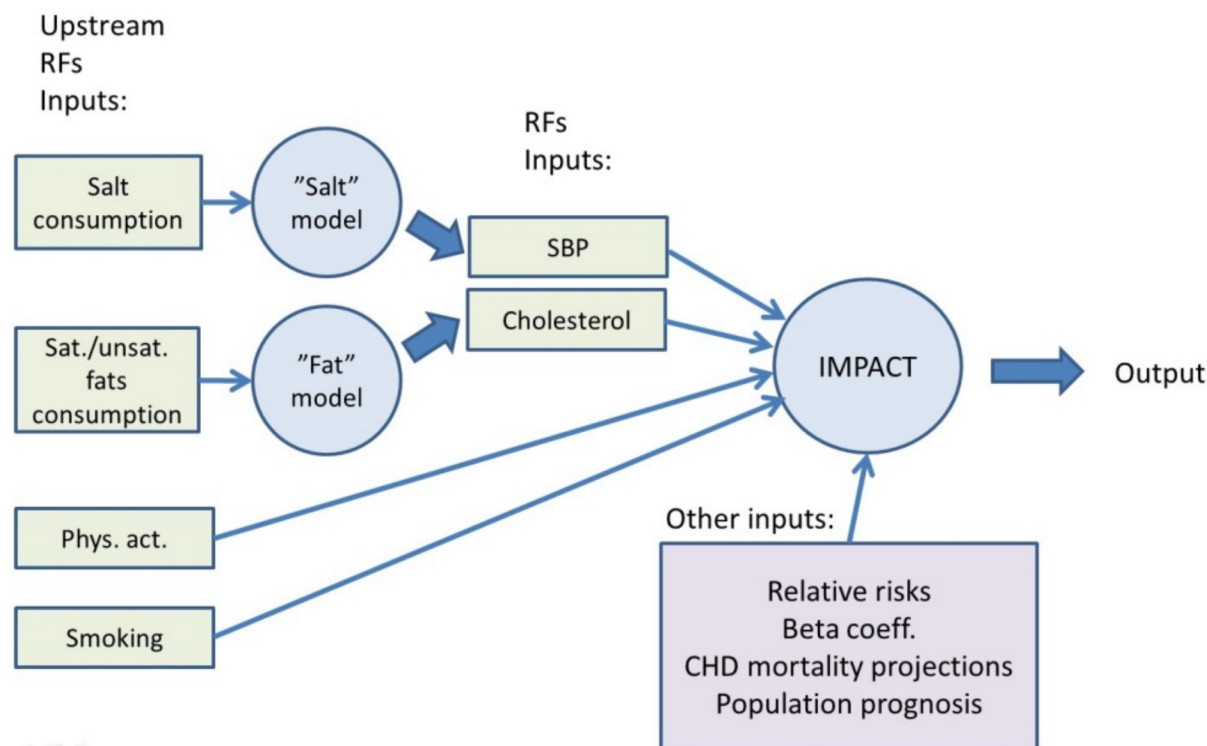 Upstream
RFs
Inputs:
RFs
Inputs:
Salt
consumption
”Salt”
model
SBP
Cholesterol
Sat./unsat.
fats
consumption
”Fat”
model
IMPACT
Output
Phys. act.
Smoking
Other inputs:
Relative risks
Beta coeff.
CHD mortality projections
Population prognosis